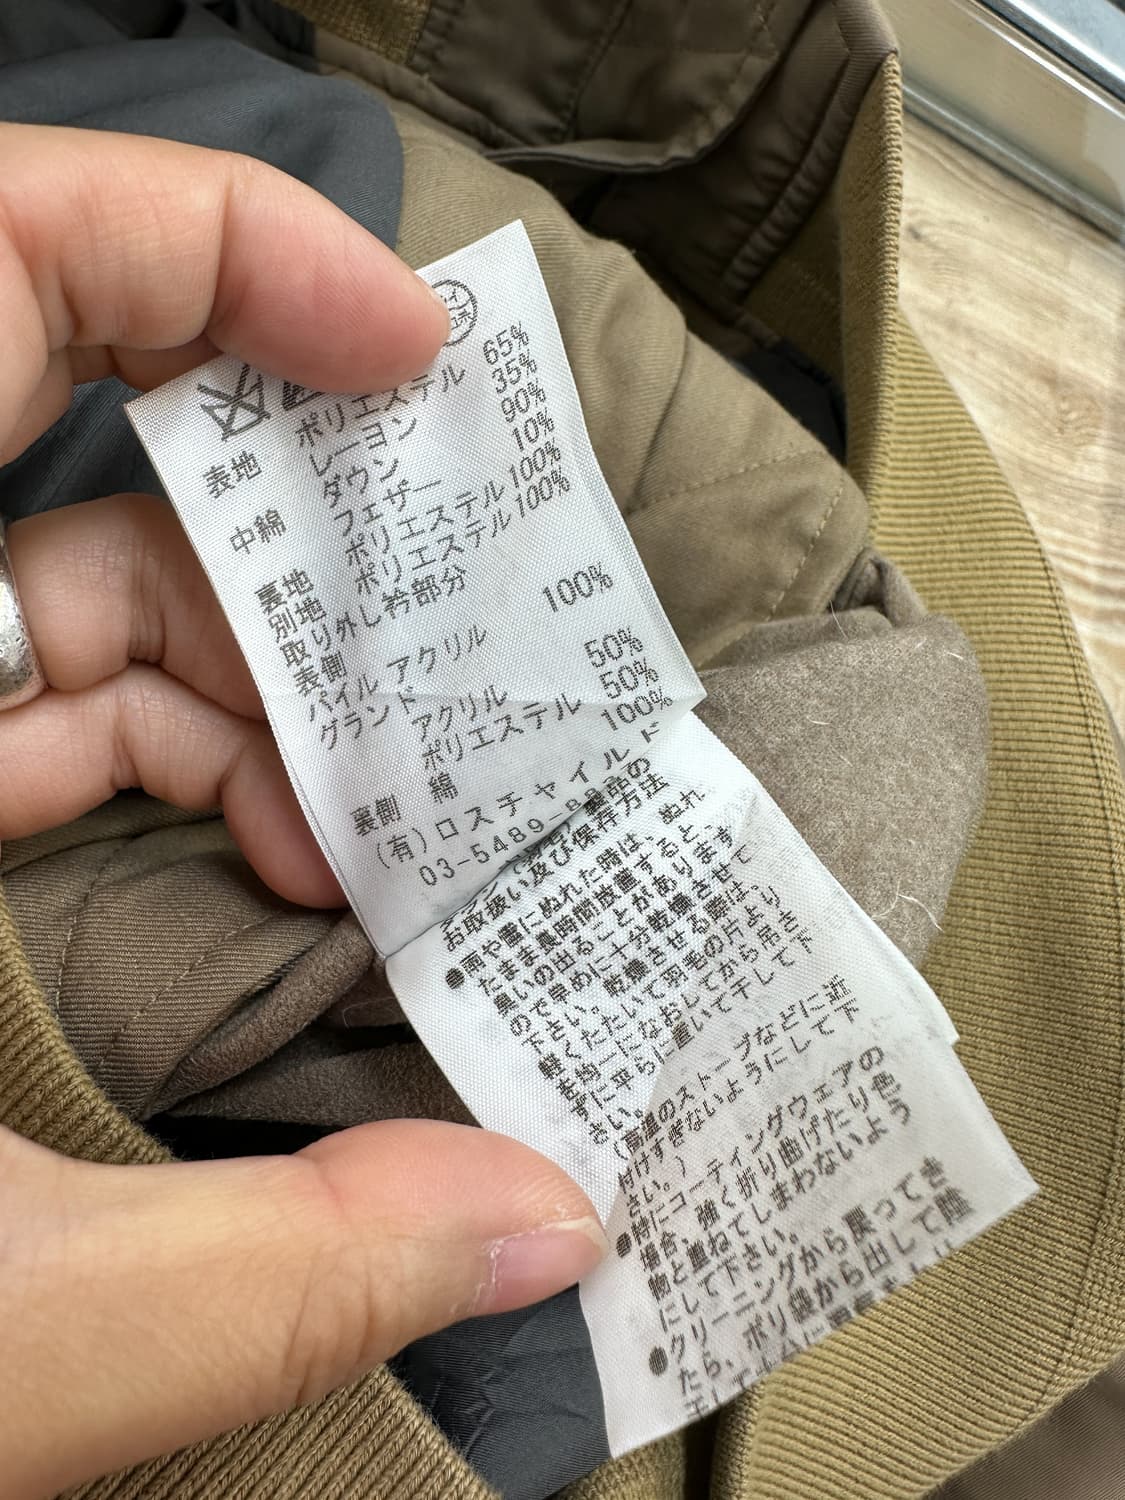 ポリエステル 65%
表地 レーヨン 35%
ダウン 90%
中綿 フェザー 10%
裏地 ポリエステル 100%
別地 ポリエステル 100%
取り外し衿部分
表側
パイル アクリル 100%
グランド アクリル 50%
ポリエステル 50%
裏側 綿 100%
(有)ロスチャイルド
03-5489-
製品の
お取扱い及び保存方法
●雨や雪にぬれた時は、ぬれ
たまま長時間放置すると、
臭いの出ることがあります
ので早めに十分乾燥させて
下さい。乾燥させる際は、
軽くたたいて羽毛の片より
を均一になおしてから吊さ
ずに平らに置いて干して下
さい。
(高温のストーブなどに近
付けすぎないようにして下
さい。)
●特にコーティングウェアの
場合、強く折り曲げたり色
物と重ねてしまわないよう
にして下さい。
●クリーニングから戻ってき
たら、ポリ袋から出して陰
干して